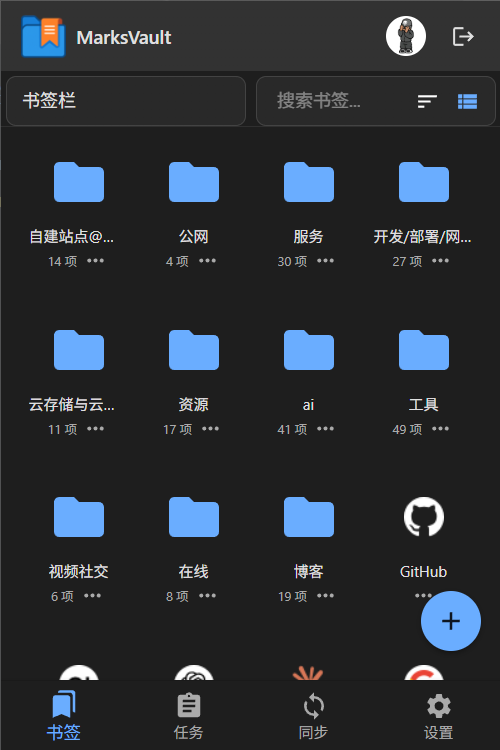 MarksVault
书签栏
搜索书签...
自建站点@...
公网
服务
开发/部署/网...
14 项
4 项
30 项
27 项
云存储与云...
资源
ai
工具
11 项
17 项
41 项
49 项
视频社交
在线
博客
GitHub
6 项
8 项
19 项
书签
任务
同步
设置